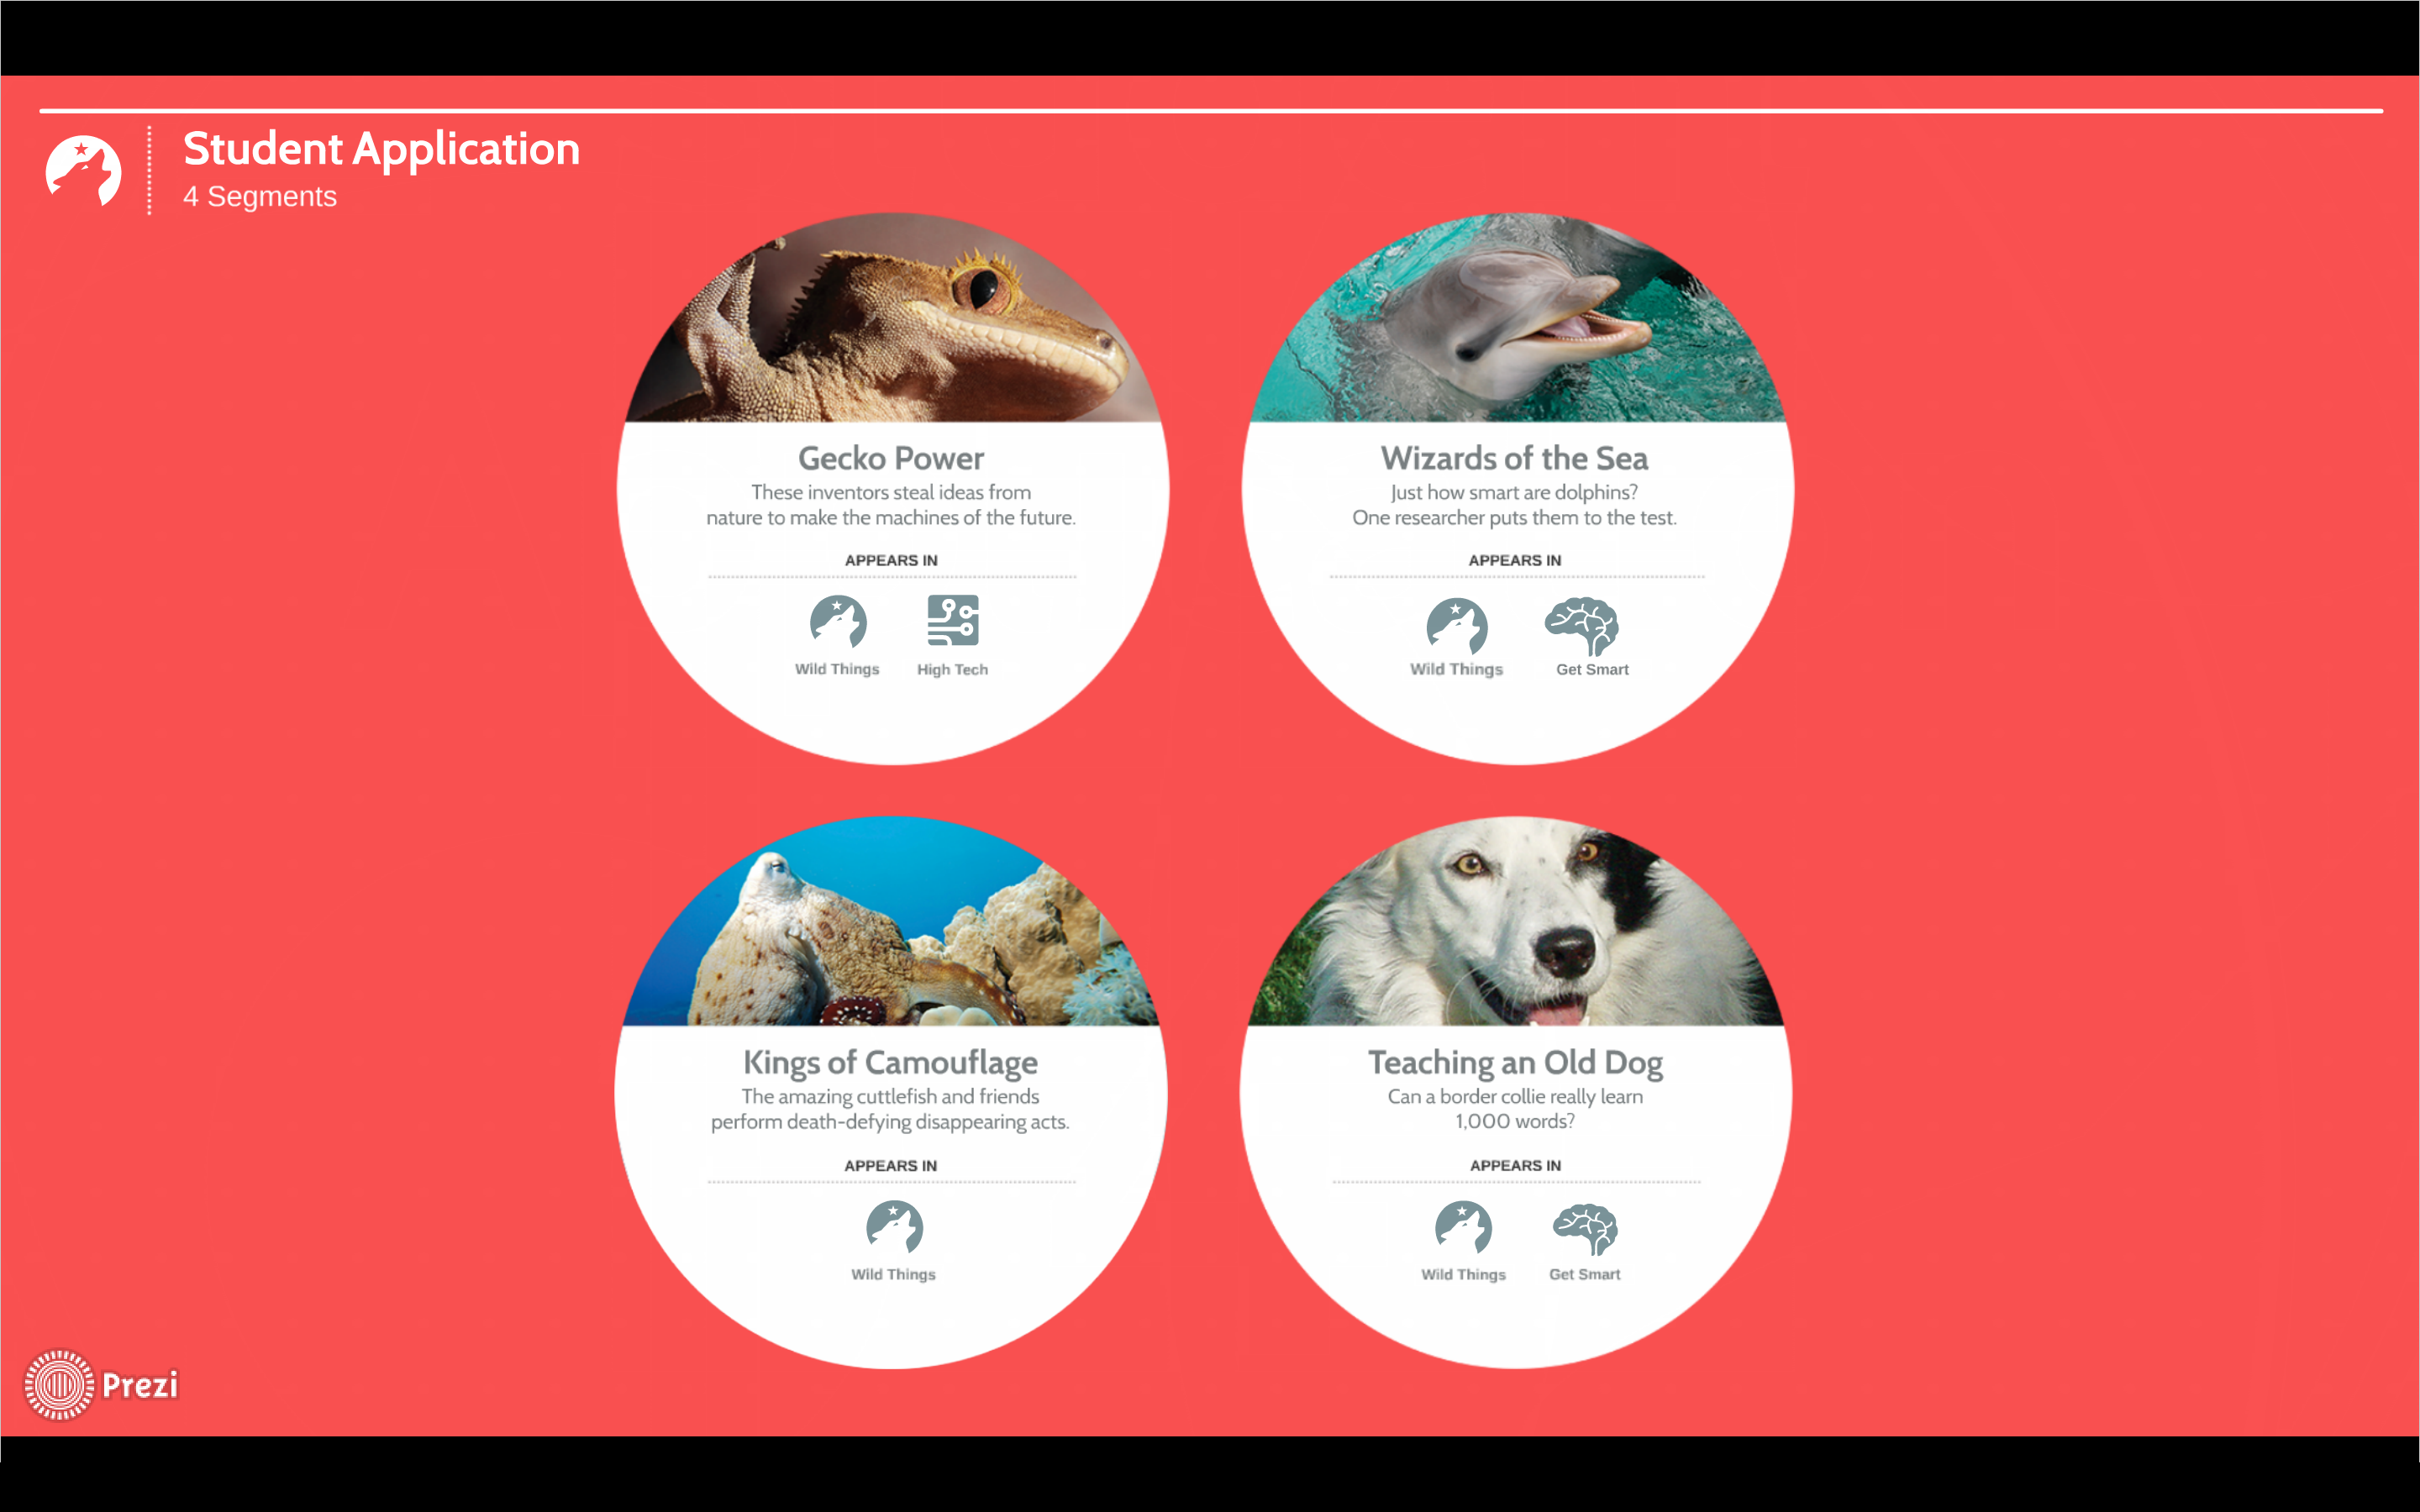 Student Application
4 Segments
Gecko Power
These inventors steal ideas from
nature to make the machines of the future.
APPEARS IN
Wild Things
High Tech
Wizards of the Sea
Just how smart are dolphins?
One researcher puts them to the test.
APPEARS IN
Wild Things
Get Smart
Kings of Camouflage
The amazing cuttlefish and friends
perform death-defying disappearing acts.
APPEARS IN
Wild Things
Teaching an Old Dog
Can a border collie really learn
1,000 words?
APPEARS IN
Wild Things
Get Smart
Prezi